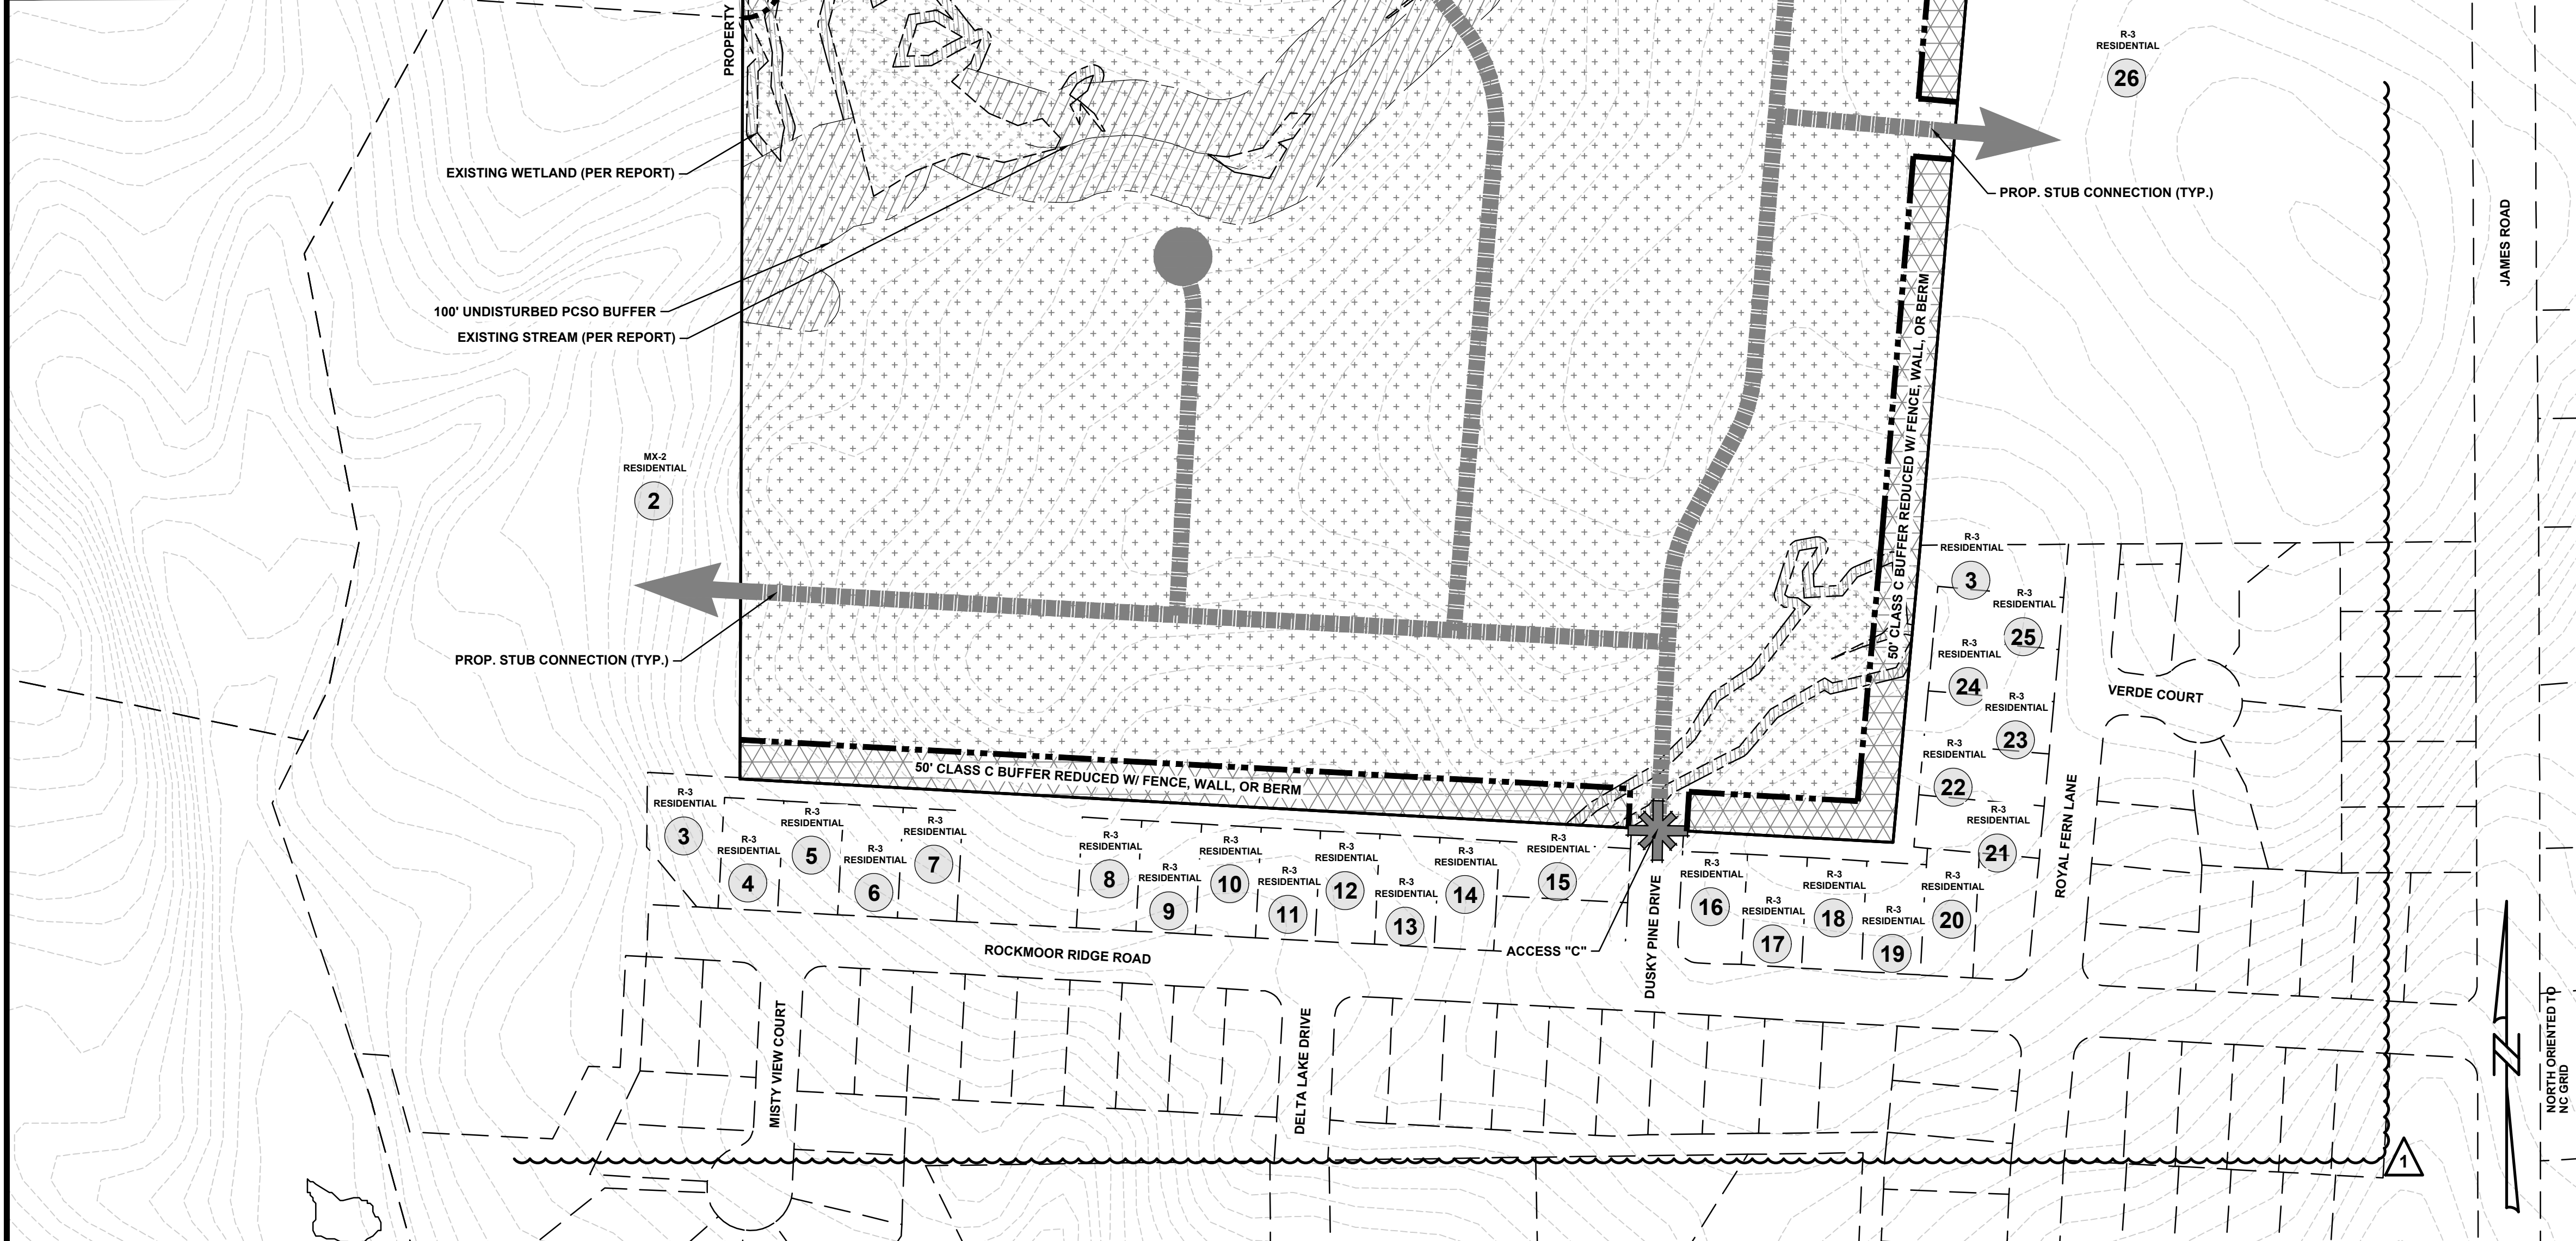 PROPERTY
R-3
RESIDENTIAL
26
EXISTING WETLAND (PER REPORT)
PROP. STUB CONNECTION (TYP.)
JAMES ROAD
100' UNDISTURBED PCSO BUFFER
EXISTING STREAM (PER REPORT)
50' CLASS C BUFFER REDUCED W/ FENCE, WALL, OR BERM
MX-2
RESIDENTIAL
2
R-3
RESIDENTIAL
3
R-3
RESIDENTIAL
25
R-3
RESIDENTIAL
24
R-3
RESIDENTIAL
23
R-3
RESIDENTIAL
22
R-3
RESIDENTIAL
21
VERDE COURT
ROYAL FERN LANE
PROP. STUB CONNECTION (TYP.)
50' CLASS C BUFFER REDUCED W/ FENCE, WALL, OR BERM
R-3
RESIDENTIAL
3
R-3
RESIDENTIAL
4
R-3
RESIDENTIAL
5
R-3
RESIDENTIAL
6
R-3
RESIDENTIAL
7
R-3
RESIDENTIAL
8
R-3
RESIDENTIAL
9
R-3
RESIDENTIAL
10
R-3
RESIDENTIAL
11
R-3
RESIDENTIAL
12
R-3
RESIDENTIAL
13
R-3
RESIDENTIAL
14
R-3
RESIDENTIAL
15
R-3
RESIDENTIAL
16
R-3
RESIDENTIAL
17
R-3
RESIDENTIAL
18
R-3
RESIDENTIAL
19
R-3
RESIDENTIAL
20
ROCKMOOR RIDGE ROAD
ACCESS "C"
DUSKY PINE DRIVE
MISTY VIEW COURT
DELTA LAKE DRIVE
NORTH ORIENTED TO
NC GRID
1